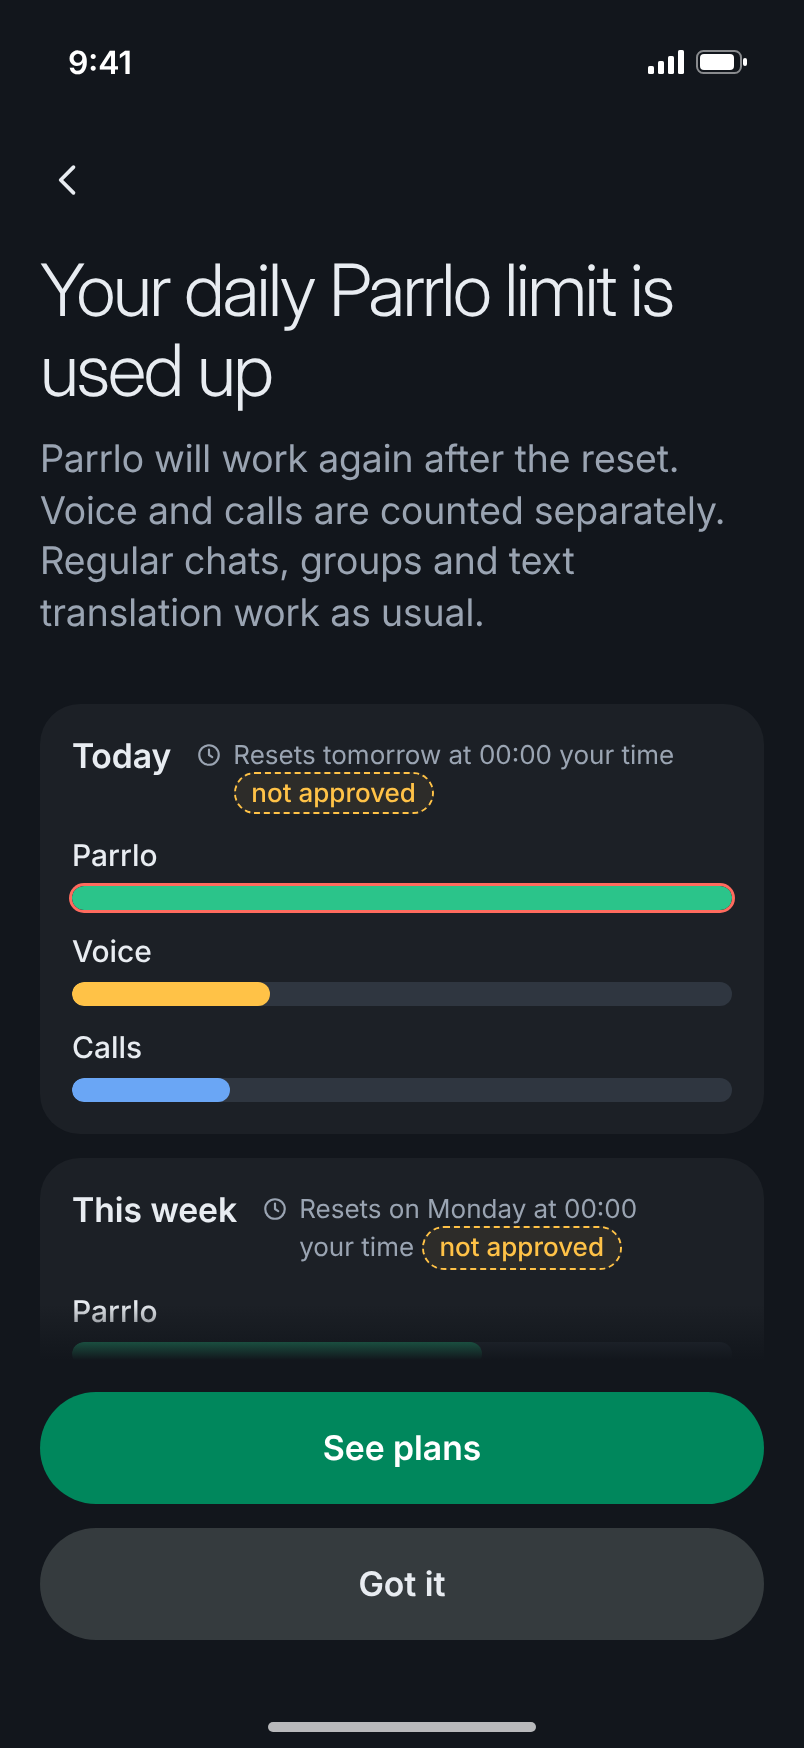 9:41
Your daily Parrlo limit is
used up
Parrlo will work again after the reset.
Voice and calls are counted separately.
Regular chats, groups and text
translation work as usual.
Today Resets tomorrow at 00:00 your time
not approved
Parrlo
Voice
Calls
This week Resets on Monday at 00:00
your time not approved
Parrlo
See plans
Got it